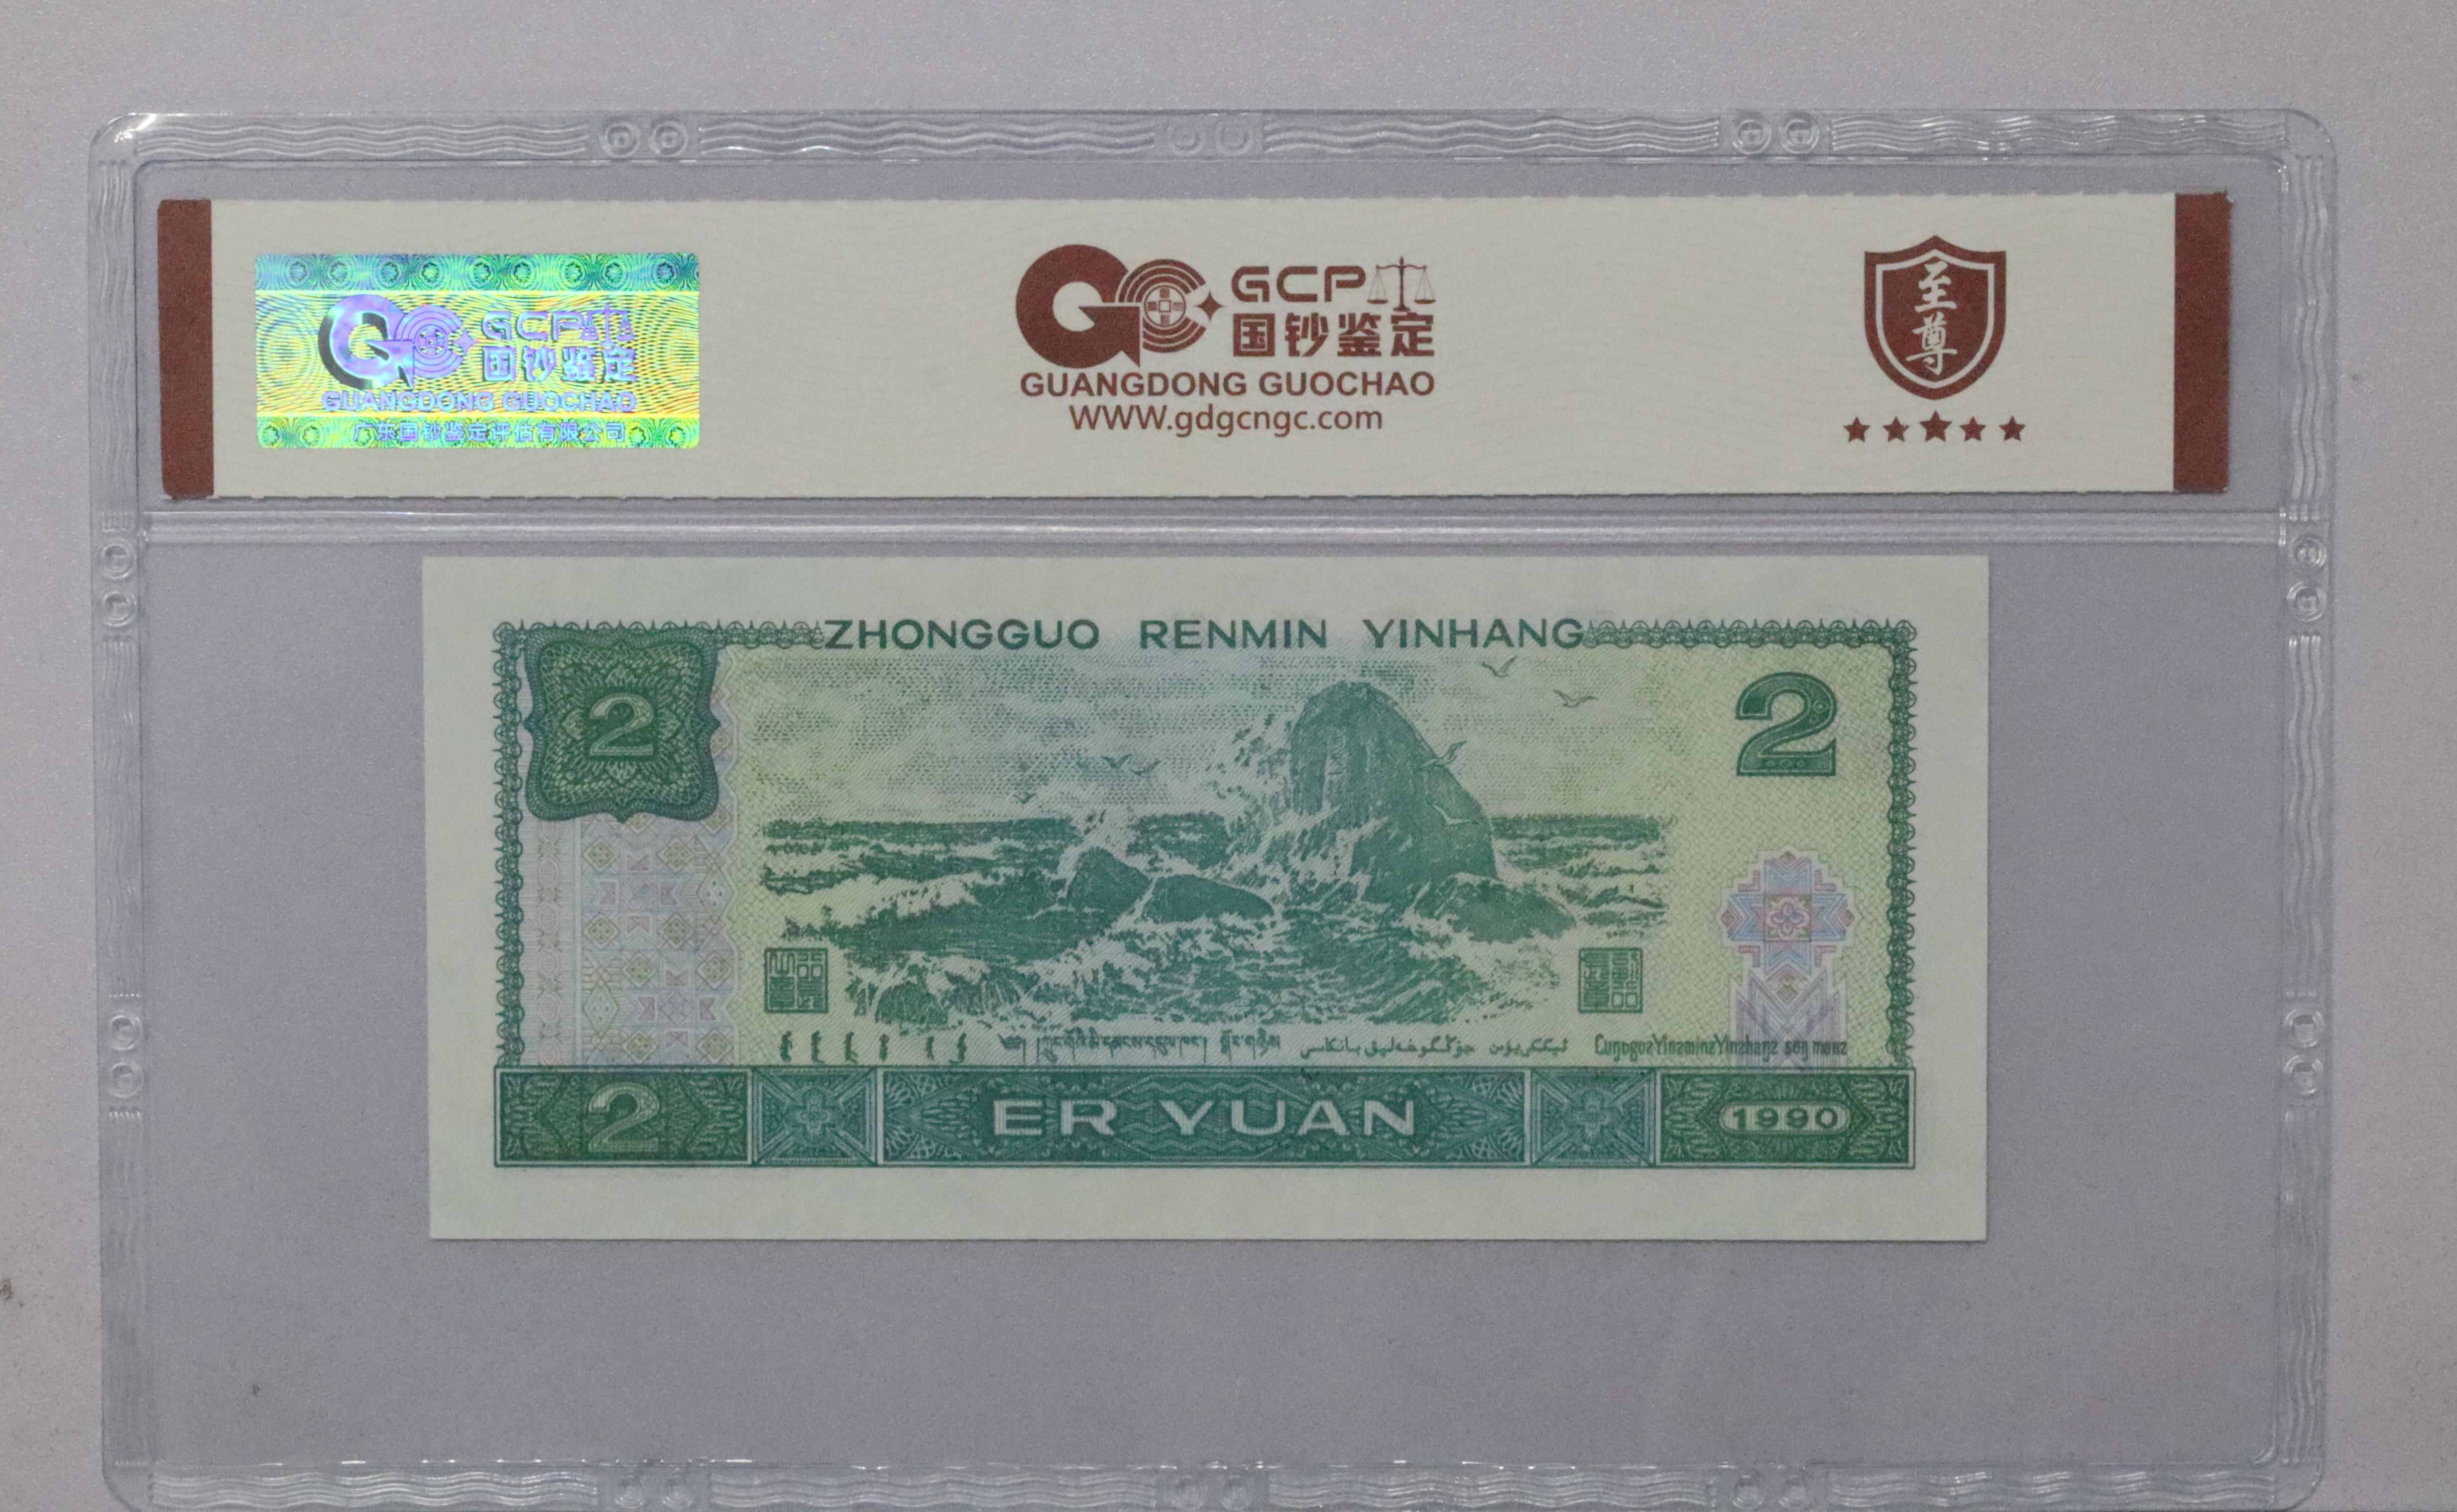 GCP
国钞鉴定
GUANGDONG GUOCHAO
广东国钞鉴定评估有限公司
GCP
国钞鉴定
GUANGDONG GUOCHAO
WWW.gdgcngc.com
至
尊
ZHONGGUO RENMIN YINHANG
2
2
2
ER YUAN
1990